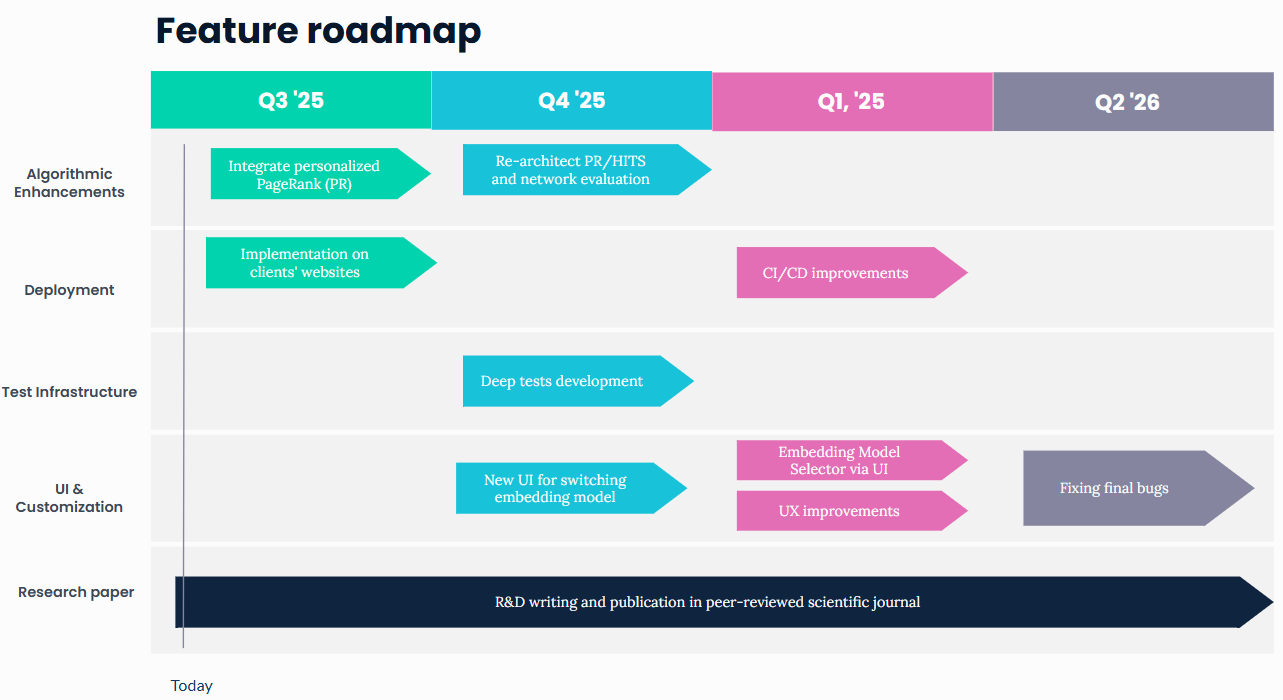 Feature roadmap
Q3 '25
Q4 '25
Q1, '25
Q2 '26
Algorithmic
Enhancements
Integrate personalized
PageRank (PR)
Re-architect PR/HITS
and network evaluation
Deployment
Implementation on
clients' websites
CI/CD improvements
Test Infrastructure
Deep tests development
UI &
Customization
New UI for switching
embedding model
Embedding Model
Selector via UI
UX improvements
Fixing final bugs
Research paper
R&D writing and publication in peer-reviewed scientific journal
Today